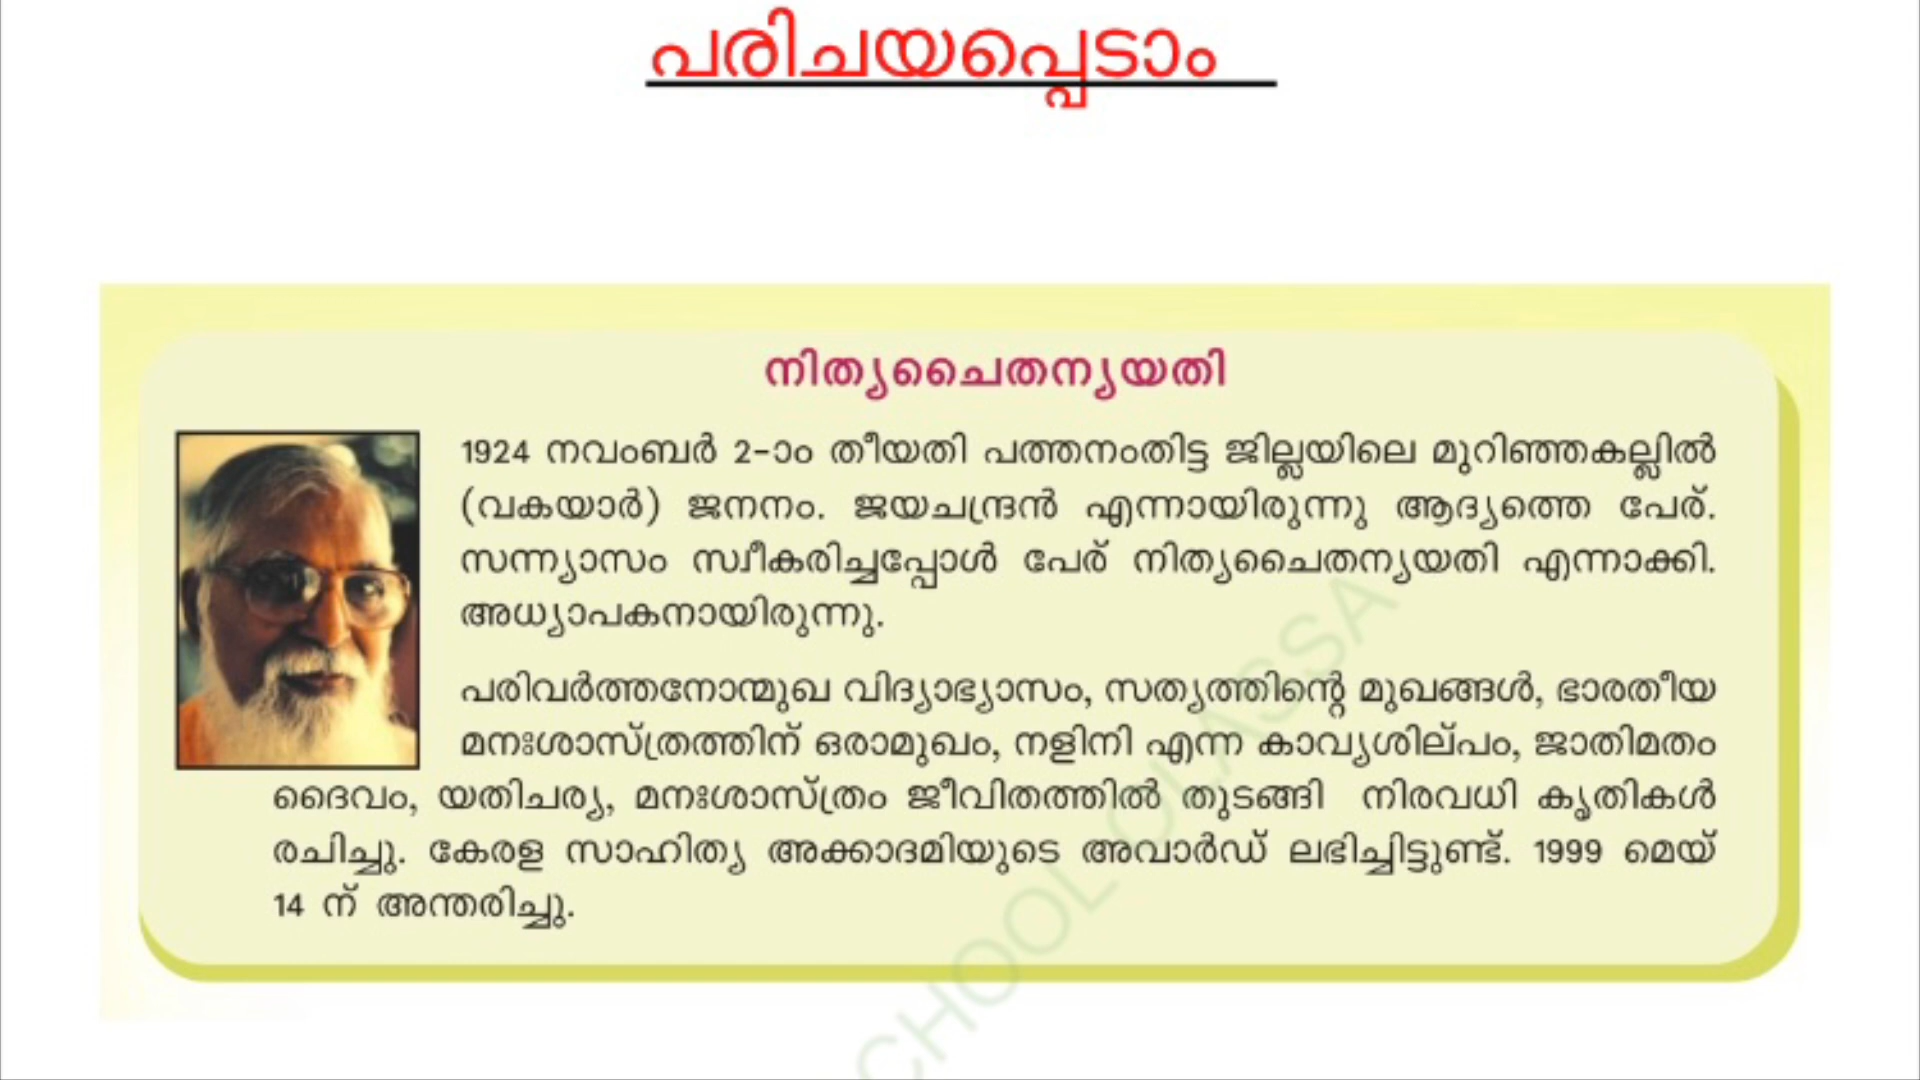 പരിചയപ്പെടാം
നിത്യചൈതന്യയതി
1924 നവംബർ 2-ാം തീയതി പത്തനംതിട്ട ജില്ലയിലെ മുറിഞ്ഞകല്ലിൽ
(വകയാർ) ജനനം. ജയചന്ദ്രൻ എന്നായിരുന്നു ആദ്യത്തെ പേര്.
സന്ന്യാസം സ്വീകരിച്ചപ്പോൾ പേര് നിത്യചൈതന്യയതി എന്നാക്കി.
അധ്യാപകനായിരുന്നു.
പരിവർത്തനോന്മുഖ വിദ്യാഭ്യാസം, സത്യത്തിന്റെ മുഖങ്ങൾ, ഭാരതീയ
മനഃശാസ്ത്രത്തിന് ഒരാമുഖം, നളിനി എന്ന കാവ്യശില്പം, ജാതിമതം
ദൈവം, യതിചര്യ, മനഃശാസ്ത്രം ജീവിതത്തിൽ തുടങ്ങി നിരവധി കൃതികൾ
രചിച്ചു. കേരള സാഹിത്യ അക്കാദമിയുടെ അവാർഡ് ലഭിച്ചിട്ടുണ്ട്. 1999 മെയ്
14 ന് അന്തരിച്ചു.
CHOOL OLASSA